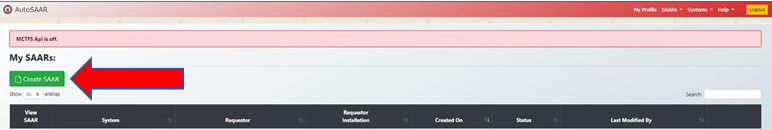 AutoSAAR My Profile SAARs Systems Help Logout
MCTFS Api is off.
My SAARs:
Create SAAR
Show 10 entries Search:
View SAAR System Requestor Requestor Installation Created On Status Last Modified By